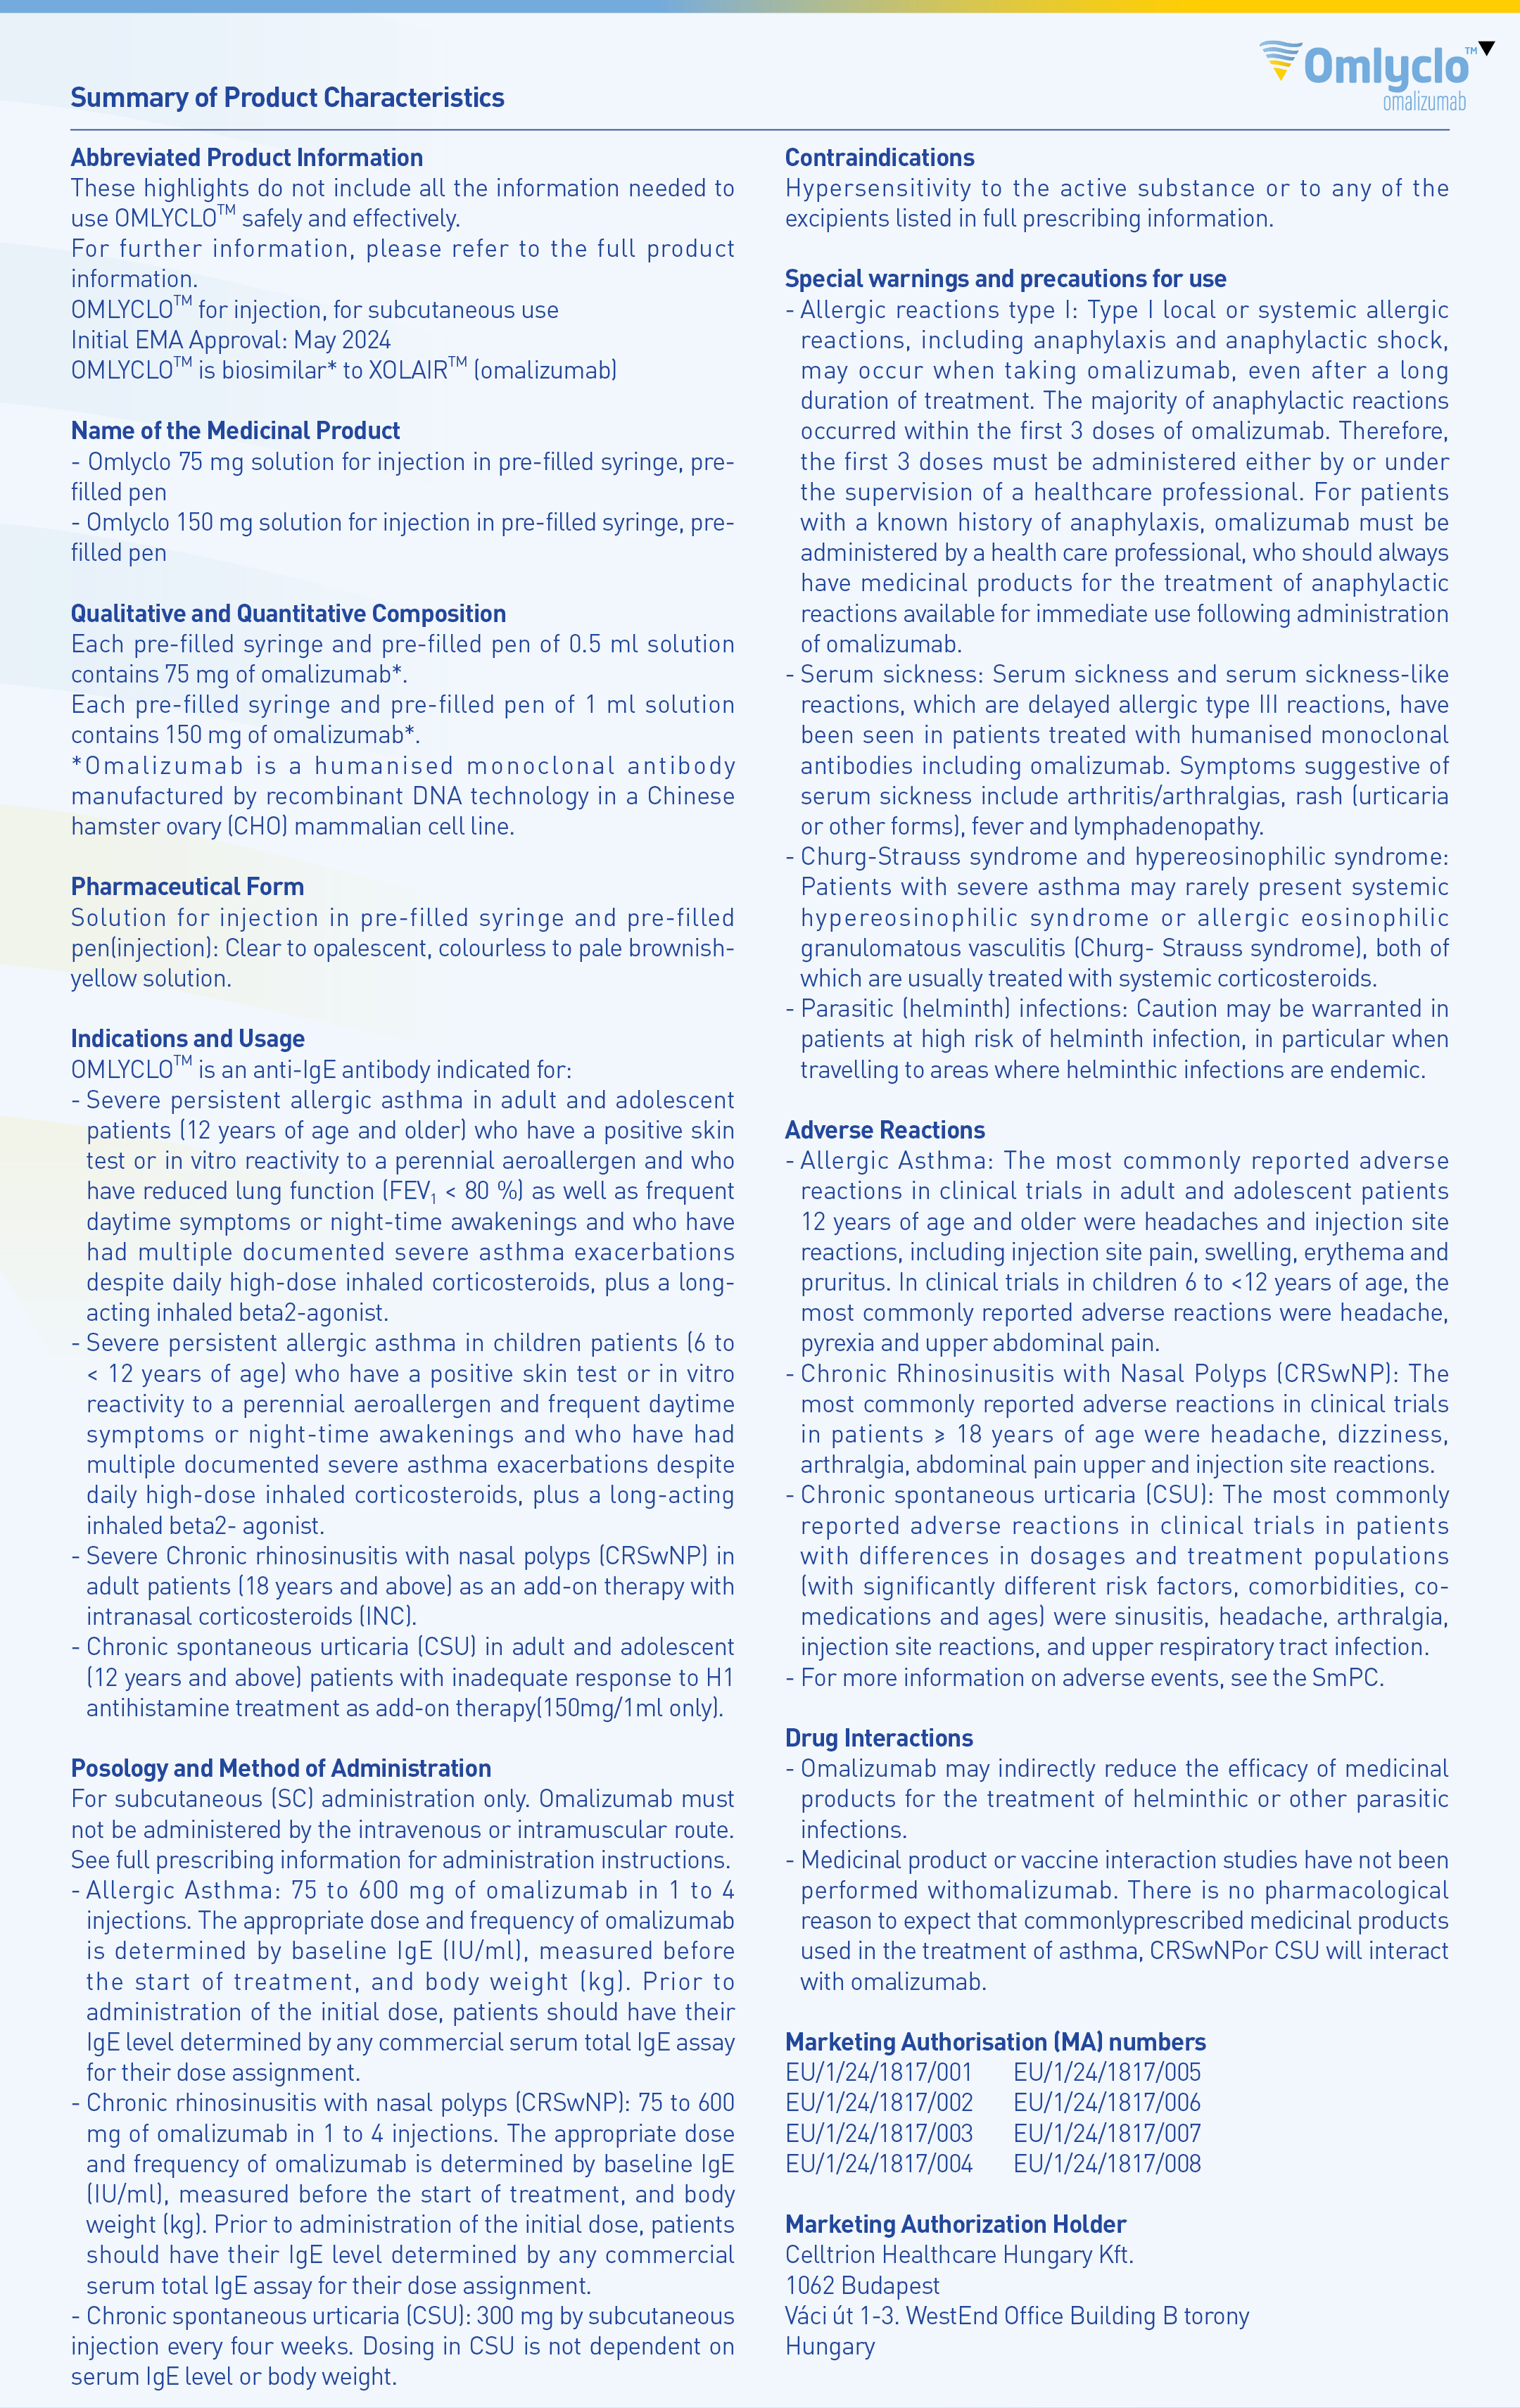 Omlyclo™
omalizumab
Summary of Product Characteristics
Abbreviated Product Information
These highlights do not include all the information needed to
use OMLYCLO™ safely and effectively.
For further information, please refer to the full product
information.
OMLYCLO™ for injection, for subcutaneous use
Initial EMA Approval: May 2024
OMLYCLO™ is biosimilar* to XOLAIR™ (omalizumab)
Name of the Medicinal Product
- Omlyclo 75 mg solution for injection in pre-filled syringe, pre-
filled pen
- Omlyclo 150 mg solution for injection in pre-filled syringe, pre-
filled pen
Qualitative and Quantitative Composition
Each pre-filled syringe and pre-filled pen of 0.5 ml solution
contains 75 mg of omalizumab*.
Each pre-filled syringe and pre-filled pen of 1 ml solution
contains 150 mg of omalizumab*.
*Omalizumab is a humanised monoclonal antibody
manufactured by recombinant DNA technology in a Chinese
hamster ovary (CHO) mammalian cell line.
Pharmaceutical Form
Solution for injection in pre-filled syringe and pre-filled
pen(injection): Clear to opalescent, colourless to pale brownish-
yellow solution.
Indications and Usage
OMLYCLO™ is an anti-IgE antibody indicated for:
- Severe persistent allergic asthma in adult and adolescent
patients (12 years of age and older) who have a positive skin
test or in vitro reactivity to a perennial aeroallergen and who
have reduced lung function (FEV₁ < 80 %) as well as frequent
daytime symptoms or night-time awakenings and who have
had multiple documented severe asthma exacerbations
despite daily high-dose inhaled corticosteroids, plus a long-
acting inhaled beta2-agonist.
- Severe persistent allergic asthma in children patients (6 to
< 12 years of age) who have a positive skin test or in vitro
reactivity to a perennial aeroallergen and frequent daytime
symptoms or night-time awakenings and who have had
multiple documented severe asthma exacerbations despite
daily high-dose inhaled corticosteroids, plus a long-acting
inhaled beta2- agonist.
- Severe Chronic rhinosinusitis with nasal polyps (CRSwNP) in
adult patients (18 years and above) as an add-on therapy with
intranasal corticosteroids (INC).
- Chronic spontaneous urticaria (CSU) in adult and adolescent
(12 years and above) patients with inadequate response to H1
antihistamine treatment as add-on therapy(150mg/1ml only).
Posology and Method of Administration
For subcutaneous (SC) administration only. Omalizumab must
not be administered by the intravenous or intramuscular route.
See full prescribing information for administration instructions.
- Allergic Asthma: 75 to 600 mg of omalizumab in 1 to 4
injections. The appropriate dose and frequency of omalizumab
is determined by baseline IgE (IU/ml), measured before
the start of treatment, and body weight (kg). Prior to
administration of the initial dose, patients should have their
IgE level determined by any commercial serum total IgE assay
for their dose assignment.
- Chronic rhinosinusitis with nasal polyps (CRSwNP): 75 to 600
mg of omalizumab in 1 to 4 injections. The appropriate dose
and frequency of omalizumab is determined by baseline IgE
(IU/ml), measured before the start of treatment, and body
weight (kg). Prior to administration of the initial dose, patients
should have their IgE level determined by any commercial
serum total IgE assay for their dose assignment.
- Chronic spontaneous urticaria (CSU): 300 mg by subcutaneous
injection every four weeks. Dosing in CSU is not dependent on
serum IgE level or body weight.
Contraindications
Hypersensitivity to the active substance or to any of the
excipients listed in full prescribing information.
Special warnings and precautions for use
- Allergic reactions type I: Type I local or systemic allergic
reactions, including anaphylaxis and anaphylactic shock,
may occur when taking omalizumab, even after a long
duration of treatment. The majority of anaphylactic reactions
occurred within the first 3 doses of omalizumab. Therefore,
the first 3 doses must be administered either by or under
the supervision of a healthcare professional. For patients
with a known history of anaphylaxis, omalizumab must be
administered by a health care professional, who should always
have medicinal products for the treatment of anaphylactic
reactions available for immediate use following administration
of omalizumab.
- Serum sickness: Serum sickness and serum sickness-like
reactions, which are delayed allergic type III reactions, have
been seen in patients treated with humanised monoclonal
antibodies including omalizumab. Symptoms suggestive of
serum sickness include arthritis/arthralgias, rash (urticaria
or other forms), fever and lymphadenopathy.
- Churg-Strauss syndrome and hypereosinophilic syndrome:
Patients with severe asthma may rarely present systemic
hypereosinophilic syndrome or allergic eosinophilic
granulomatous vasculitis (Churg- Strauss syndrome), both of
which are usually treated with systemic corticosteroids.
- Parasitic (helminth) infections: Caution may be warranted in
patients at high risk of helminth infection, in particular when
travelling to areas where helminthic infections are endemic.
Adverse Reactions
- Allergic Asthma: The most commonly reported adverse
reactions in clinical trials in adult and adolescent patients
12 years of age and older were headaches and injection site
reactions, including injection site pain, swelling, erythema and
pruritus. In clinical trials in children 6 to <12 years of age, the
most commonly reported adverse reactions were headache,
pyrexia and upper abdominal pain.
- Chronic Rhinosinusitis with Nasal Polyps (CRSwNP): The
most commonly reported adverse reactions in clinical trials
in patients ⩾ 18 years of age were headache, dizziness,
arthralgia, abdominal pain upper and injection site reactions.
- Chronic spontaneous urticaria (CSU): The most commonly
reported adverse reactions in clinical trials in patients
with differences in dosages and treatment populations
(with significantly different risk factors, comorbidities, co-
medications and ages) were sinusitis, headache, arthralgia,
injection site reactions, and upper respiratory tract infection.
- For more information on adverse events, see the SmPC.
Drug Interactions
- Omalizumab may indirectly reduce the efficacy of medicinal
products for the treatment of helminthic or other parasitic
infections.
- Medicinal product or vaccine interaction studies have not been
performed withomalizumab. There is no pharmacological
reason to expect that commonlyprescribed medicinal products
used in the treatment of asthma, CRSwNPor CSU will interact
with omalizumab.
Marketing Authorisation (MA) numbers
EU/1/24/1817/001 EU/1/24/1817/005
EU/1/24/1817/002 EU/1/24/1817/006
EU/1/24/1817/003 EU/1/24/1817/007
EU/1/24/1817/004 EU/1/24/1817/008
Marketing Authorization Holder
Celltrion Healthcare Hungary Kft.
1062 Budapest
Váci út 1-3. WestEnd Office Building B torony
Hungary